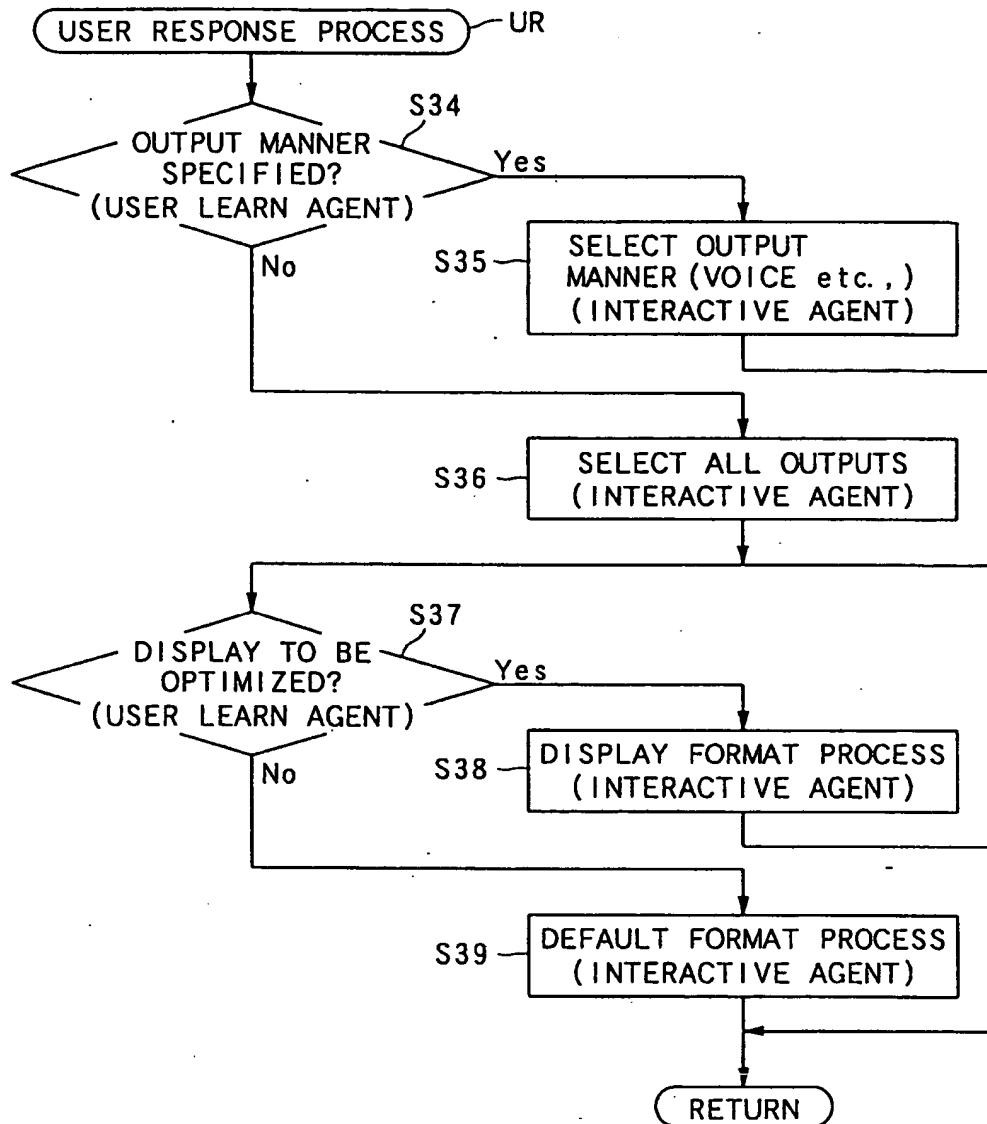 USER RESPONSE PROCESS
UR
S34
OUTPUT MANNER
SPECIFIED?
(USER LEARN AGENT)
Yes
No
S35
SELECT OUTPUT
MANNER (VOICE etc.,)
(INTERACTIVE AGENT)
S36
SELECT ALL OUTPUTS
(INTERACTIVE AGENT)
S37
DISPLAY TO BE
OPTIMIZED?
(USER LEARN AGENT)
Yes
No
S38
DISPLAY FORMAT PROCESS
(INTERACTIVE AGENT)
S39
DEFAULT FORMAT PROCESS
(INTERACTIVE AGENT)
RETURN